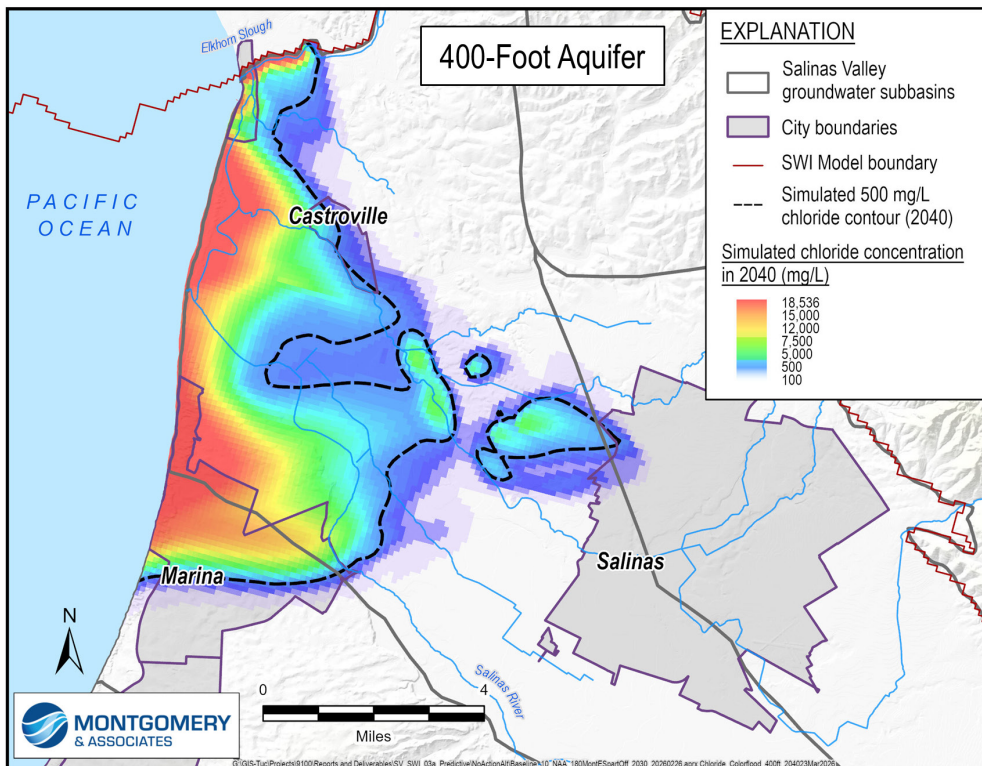 Elkhorn Slough
400-Foot Aquifer
PACIFIC
OCEAN
Castroville
Marina
Salinas
Salinas River
N
0
4
Miles
MONTGOMERY
& ASSOCIATES
EXPLANATION
Salinas Valley
groundwater subbasins
City boundaries
SWI Model boundary
Simulated 500 mg/L
chloride contour (2040)
Simulated chloride concentration
in 2040 (mg/L)
18,536
15,000
12,000
7,500
5,000
500
100